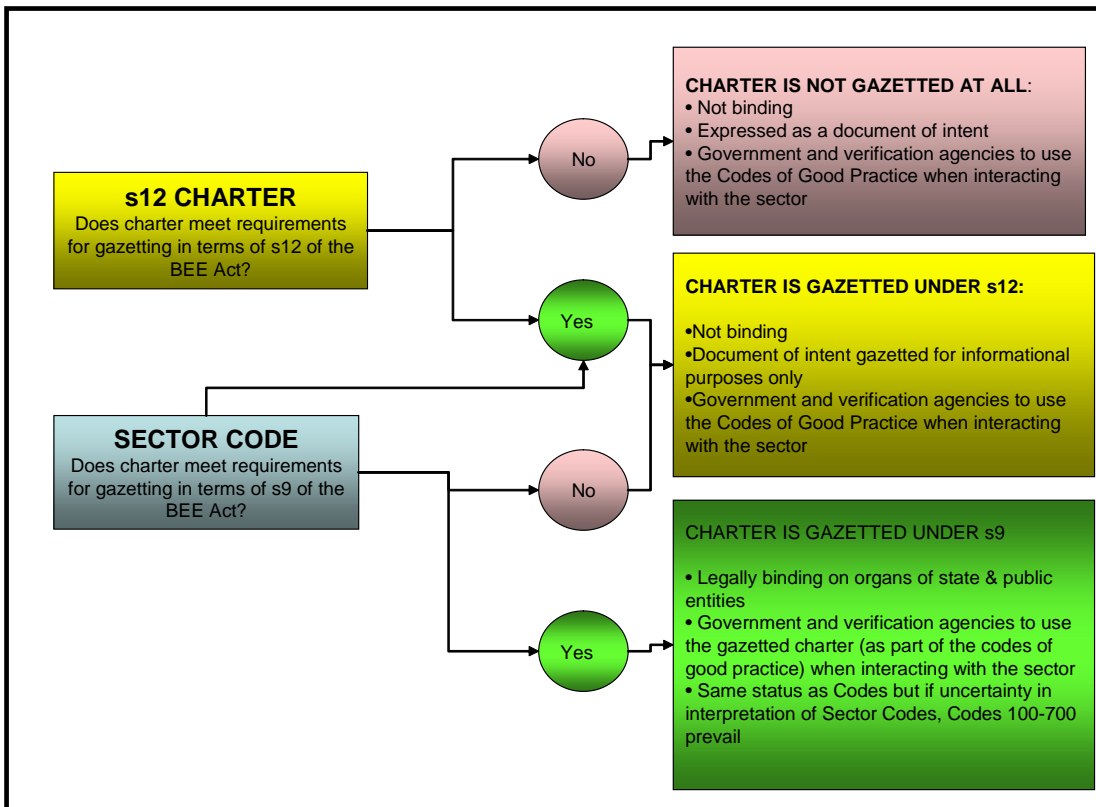 s12 CHARTER
Does charter meet requirements
for gazetting in terms of s12 of the
BEE Act?
No
CHARTER IS NOT GAZETTED AT ALL:
• Not binding
• Expressed as a document of intent
• Government and verification agencies to use
the Codes of Good Practice when interacting
with the sector
Yes
CHARTER IS GAZETTED UNDER s12:
•Not binding
•Document of intent gazetted for informational
purposes only
•Government and verification agencies to use
the Codes of Good Practice when interacting
with the sector
SECTOR CODE
Does charter meet requirements
for gazetting in terms of s9 of the
BEE Act?
No
Yes
CHARTER IS GAZETTED UNDER s9
• Legally binding on organs of state & public
entities
• Government and verification agencies to use
the gazetted charter (as part of the codes of
good practice) when interacting with the sector
• Same status as Codes but if uncertainty in
interpretation of Sector Codes, Codes 100-700
prevail